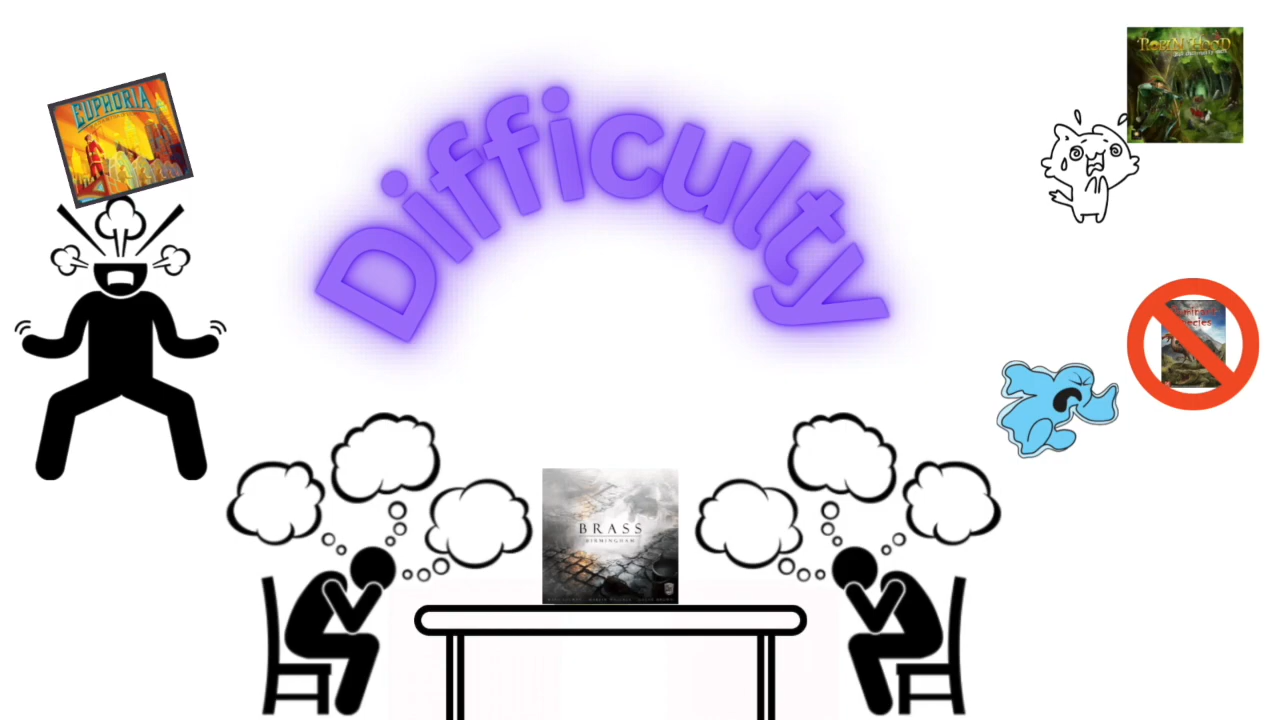 Difficulty
EUPHORIA
ROBIN HOOD
BRASS
BIRMINGHAM